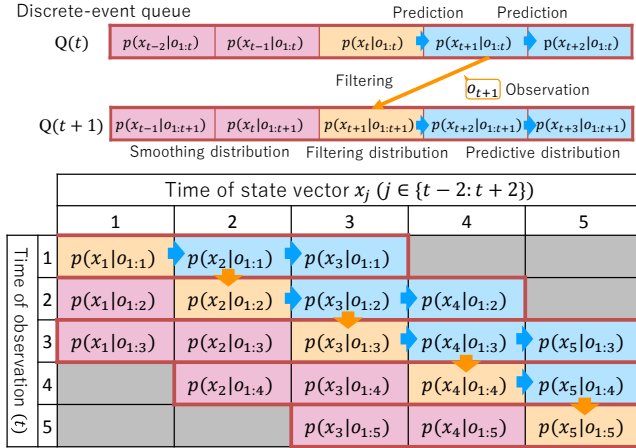 Discrete-event queue
Prediction Prediction
Q(t) p(x_{t-2}|o_{1:t}) p(x_{t-1}|o_{1:t}) p(x_t|o_{1:t}) p(x_{t+1}|o_{1:t}) p(x_{t+2}|o_{1:t})
Filtering o_{t+1} Observation
Q(t + 1) p(x_{t-1}|o_{1:t+1}) p(x_t|o_{1:t+1}) p(x_{t+1}|o_{1:t+1}) p(x_{t+2}|o_{1:t+1}) p(x_{t+3}|o_{1:t+1})
Smoothing distribution Filtering distribution Predictive distribution
Time of state vector x_j (j ∈ {t − 2: t + 2})
1 2 3 4 5
Time of observation (t)
1 p(x_1|o_{1:1}) p(x_2|o_{1:1}) p(x_3|o_{1:1})
2 p(x_1|o_{1:2}) p(x_2|o_{1:2}) p(x_3|o_{1:2}) p(x_4|o_{1:2})
3 p(x_1|o_{1:3}) p(x_2|o_{1:3}) p(x_3|o_{1:3}) p(x_4|o_{1:3}) p(x_5|o_{1:3})
4 p(x_2|o_{1:4}) p(x_3|o_{1:4}) p(x_4|o_{1:4}) p(x_5|o_{1:4})
5 p(x_3|o_{1:5}) p(x_4|o_{1:5}) p(x_5|o_{1:5})